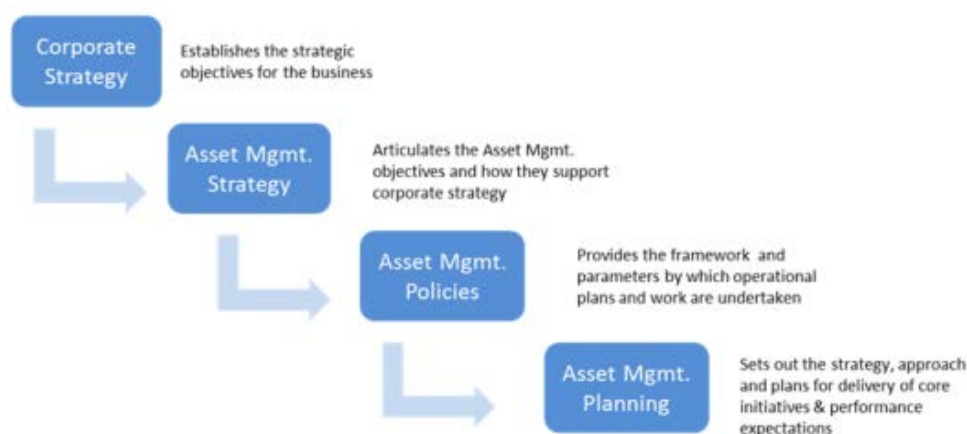 Corporate
Strategy
Establishes the strategic
objectives for the business
Asset Mgmt.
Strategy
Articulates the Asset Mgmt.
objectives and how they support
corporate strategy
Asset Mgmt.
Policies
Provides the framework and
parameters by which operational
plans and work are undertaken
Asset Mgmt.
Planning
Sets out the strategy, approach
and plans for delivery of core
initiatives & performance
expectations